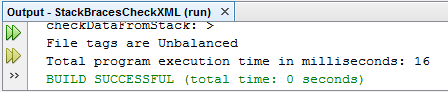 Output - StackBracesCheckXML (run) ×
checkDataFromStack: >
File tags are Unbalanced
Total program execution time in milliseconds: 16
BUILD SUCCESSFUL (total time: 0 seconds)